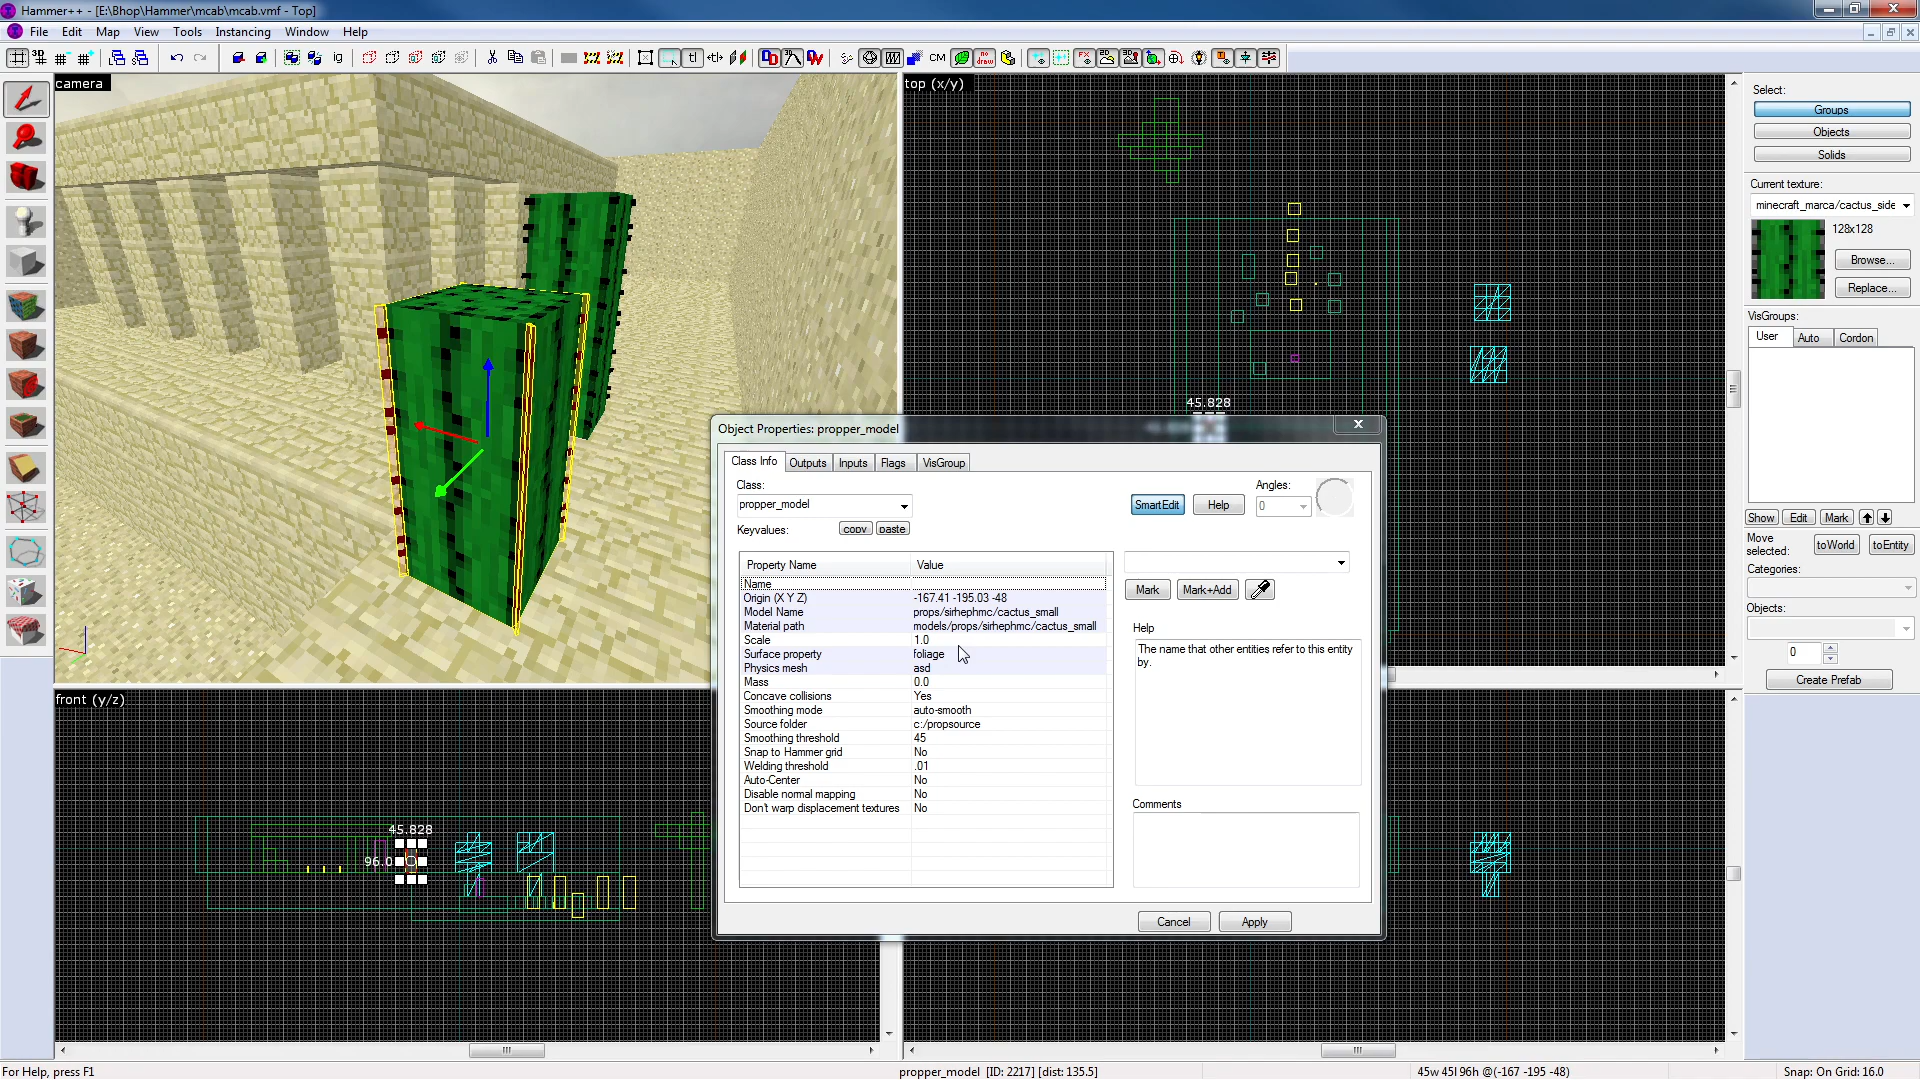 Hammer++ - [E:\Bhop\Hammer\mcab\mcab.vmf - Top]
File Edit Map View Tools Instancing Window Help
camera
top (x/y)
45.828
front (y/z)
45.828
96.0
Select:
Groups
Objects
Solids
Current texture:
minecraft_marca/cactus_side
128x128
Browse...
Replace...
VisGroups:
User Auto Cordon
Show Edit Mark
Move selected:
toWorld toEntity
Categories:
Objects:
0
Create Prefab
Object Properties: propper_model
Class Info Outputs Inputs Flags VisGroup
Class:
propper_model
SmartEdit Help
Angles:
0
Keyvalues: copy paste
Property Name Value
Name
Origin (X Y Z) -167.41 -195.03 -48
Model Name props/sirhephmc/cactus_small
Material path models/props/sirhephmc/cactus_small
Scale 1.0
Surface property foliage
Physics mesh asd
Mass 0.0
Concave collisions Yes
Smoothing mode auto-smooth
Source folder c:/propsource
Smoothing threshold 45
Snap to Hammer grid No
Welding threshold .01
Auto-Center No
Disable normal mapping No
Don't warp displacement textures No
Mark Mark+Add
Help
The name that other entities refer to this entity
by.
Comments
Cancel Apply
For Help, press F1
propper_model [ID: 2217] [dist: 135.5]
45w 45l 96h @(-167 -195 -48)
Snap: On Grid: 16.0